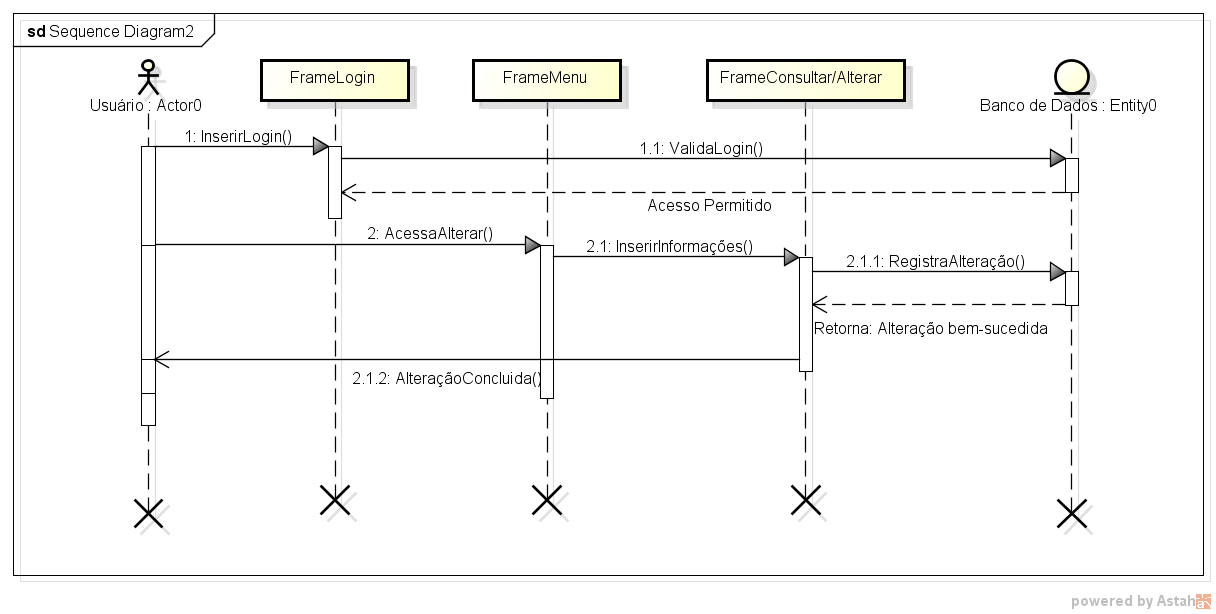 sd Sequence Diagram2
Usuário : Actor0
FrameLogin
FrameMenu
FrameConsultar/Alterar
Banco de Dados : Entity0
1: InserirLogin()
1.1: ValidaLogin()
Acesso Permitido
2: AcessaAlterar()
2.1: InserirInformações()
2.1.1: RegistraAlteração()
Retorna: Alteração bem-sucedida
2.1.2: AlteraçãoConcluida()
powered by Astah